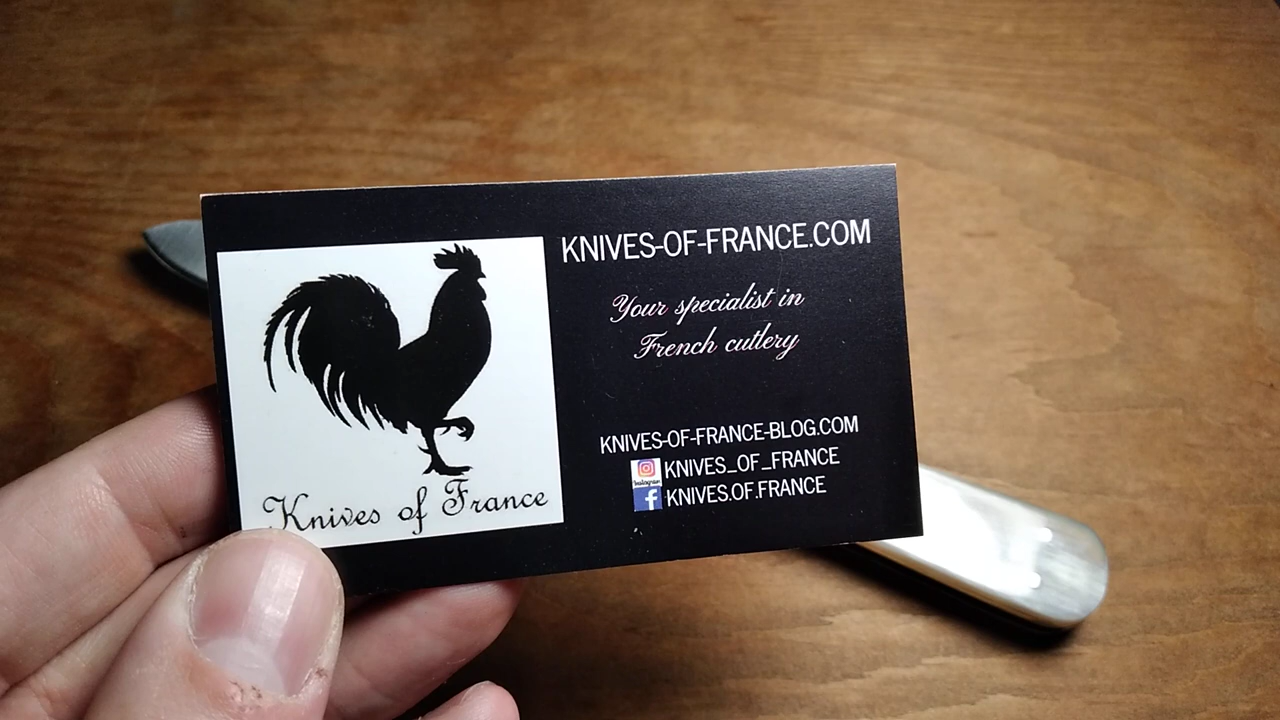 Knives of France
KNIVES-OF-FRANCE.COM
Your specialist in
French cutlery
KNIVES-OF-FRANCE-BLOG.COM
Instagram
KNIVES_OF_FRANCE
f
KNIVES.OF.FRANCE